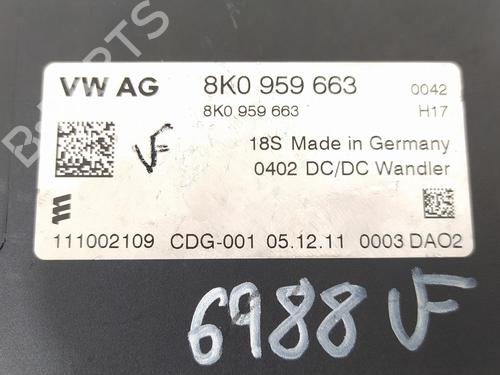 VW AG 8K0 959 663 0042
8K0 959 663 H17
18S Made in Germany
VF
0402 DC/DC Wandler
111002109 CDG-001 05.12.11 0003 DAO2
6988 VF